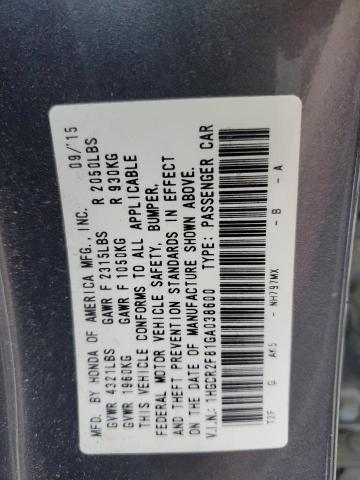 MFD. BY HONDA OF AMERICA MFG., INC. 09/'15
GVWR 4321LBS GAWR F 2315LBS R 2050LBS
GVWR 1960KG GAWR F 1050KG R 930KG
THIS VEHICLE CONFORMS TO ALL APPLICABLE
FEDERAL MOTOR VEHICLE SAFETY, BUMPER,
AND THEFT PREVENTION STANDARDS IN EFFECT
ON THE DATE OF MANUFACTURE SHOWN ABOVE.
V.I.N.: 1HGCR2F81GA038600 TYPE: PASSENGER CAR
T2F G AK5 - NH797MX - B - A